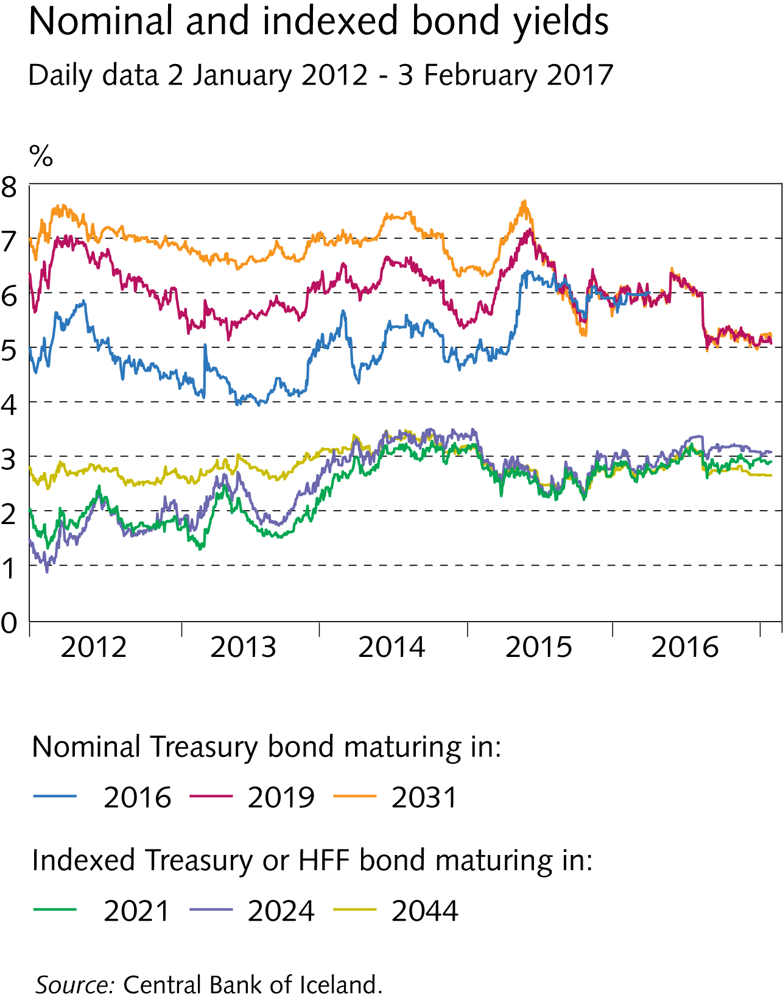 Nominal and indexed bond yields
Daily data 2 January 2012 - 3 February 2017
%
8
7
6
5
4
3
2
1
0
2012 2013 2014 2015 2016
Nominal Treasury bond maturing in:
2016 2019 2031
Indexed Treasury or HFF bond maturing in:
2021 2024 2044
Source: Central Bank of Iceland.